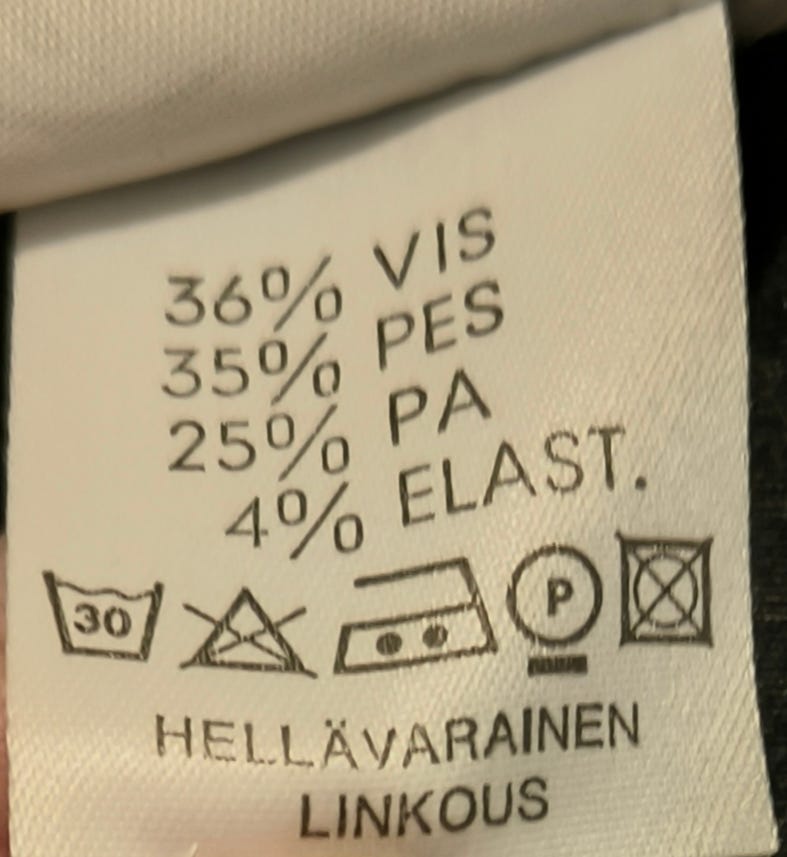 36% VIS
35% PES
25% PA
4% ELAST.
30 P
HELLÄVARAINEN
LINKOUS